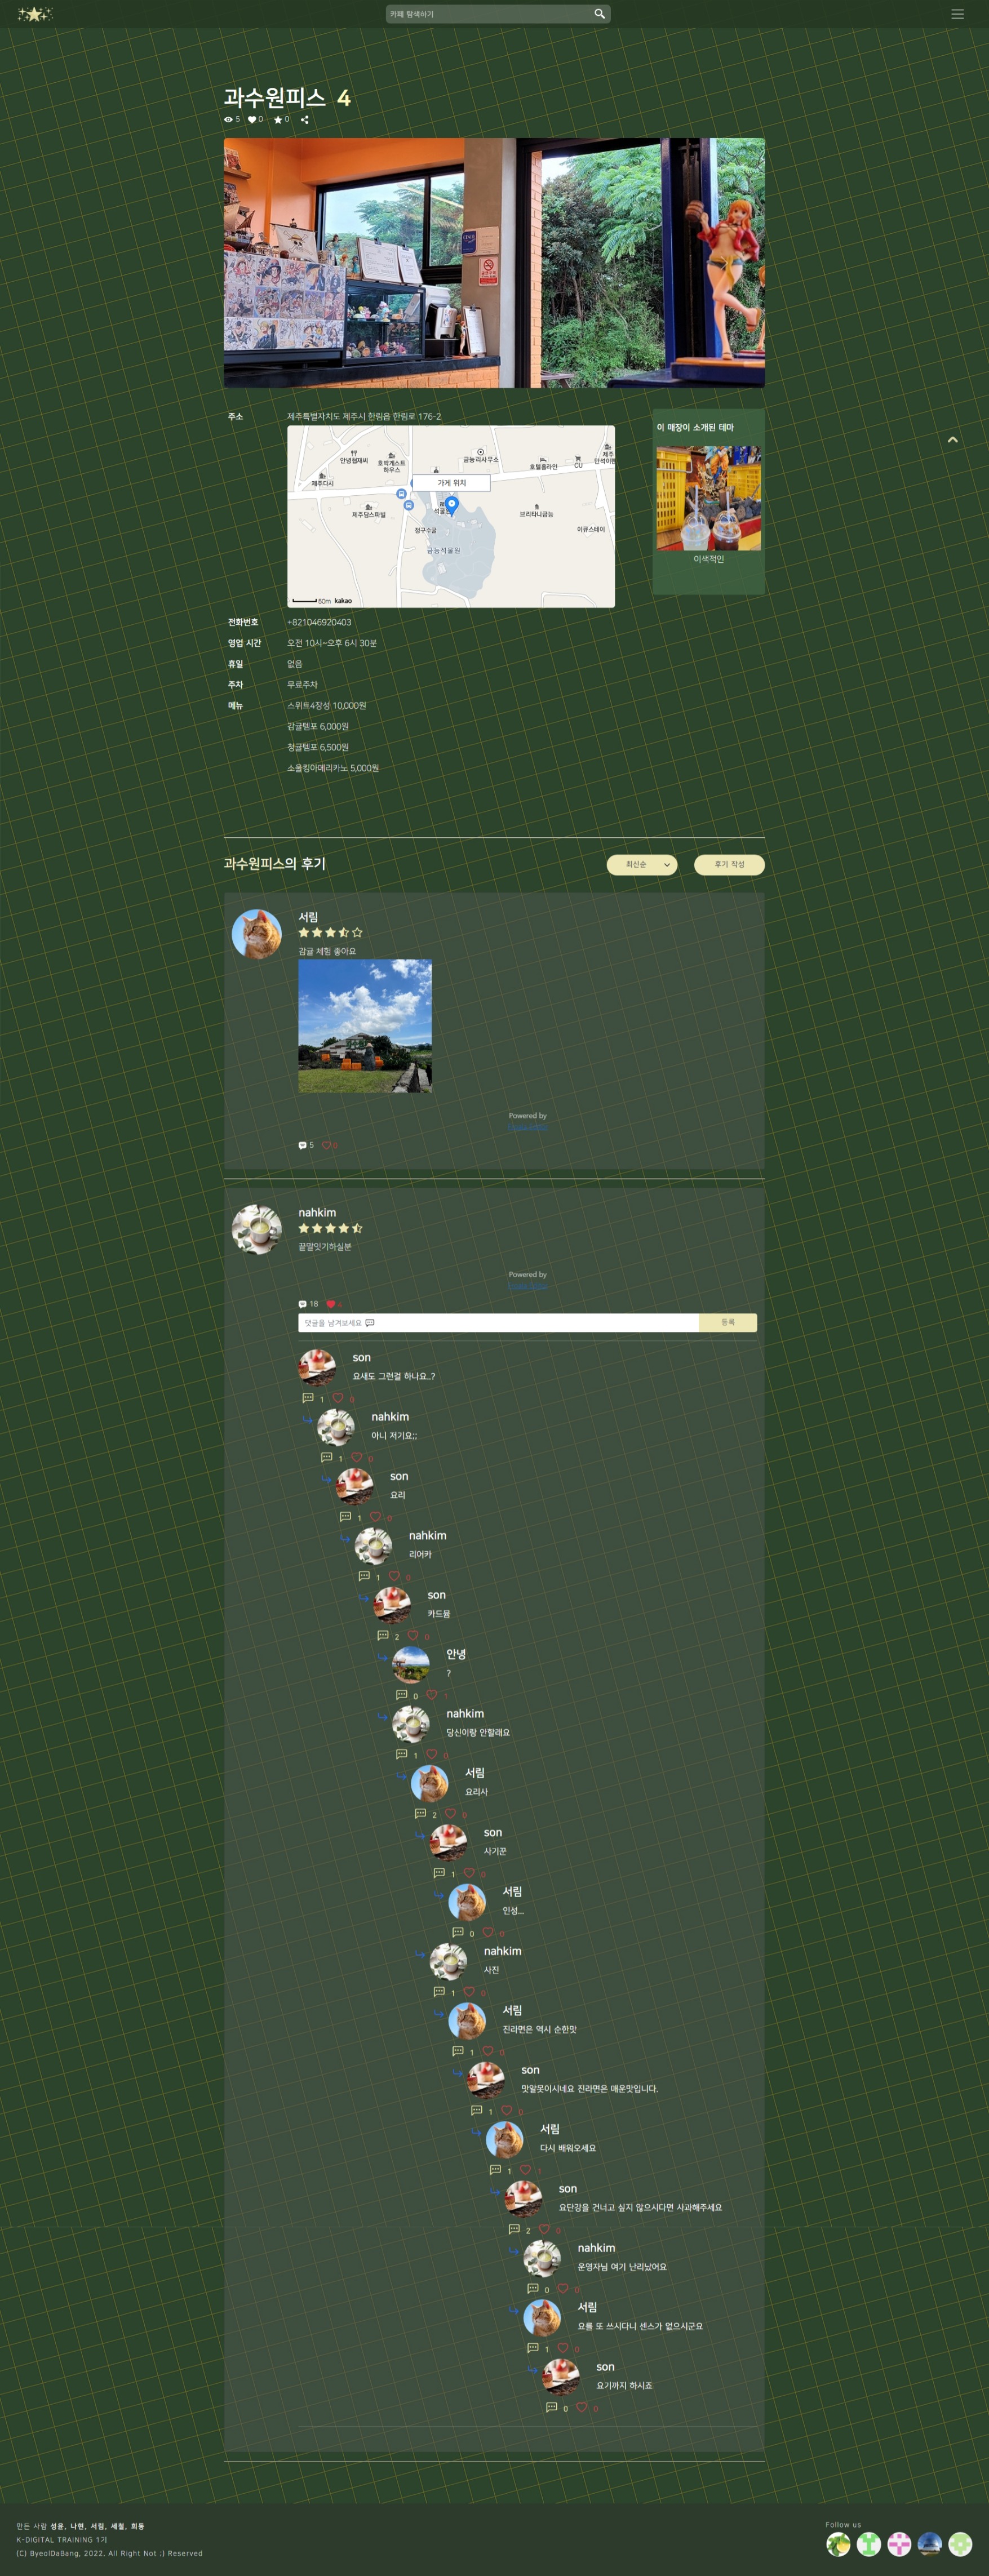 카페 탐색하기
과수원피스 4
5 0 0
주소 제주특별자치도 제주시 한림읍 한림로 176-2
이 매장이 소개된 테마
안녕협재씨
호박게스트
하우스
금능리사무소
호텔홀라인
CU
제주
만석이네
제주다시
가게 위치
제주담스파빌
석물원
브리타니금능
정구수굴
이큐스테이
금능석물원
50m kakao
이색적인
전화번호 +821046920403
영업 시간 오전 10시~오후 6시 30분
휴일 없음
주차 무료주차
메뉴 스위트4장성 10,000원
감귤템포 6,000원
청귤템포 6,500원
소울킹아메리카노 5,000원
과수원피스의 후기
최신순
후기 작성
서림
감귤 체험 좋아요
Powered by
5 0
nahkim
끝말잇기하실분
Powered by
18
댓글을 남겨보세요
등록
son
요새도 그런걸 하나요..?
1 0
nahkim
아니 저기요;;
1 0
son
요리
1 0
nahkim
리어카
1 0
son
카드뮴
2 0
안녕
?
0 1
nahkim
당신이랑 안할래요
1 0
서림
요리사
2 0
son
사기꾼
1 0
서림
인성...
0 0
nahkim
사진
1 0
서림
진라면은 역시 순한맛
1 0
son
맛알못이시네요 진라면은 매운맛입니다.
1 0
서림
다시 배워오세요
1 1
son
요단강을 건너고 싶지 않으시다면 사과해주세요
2 0
nahkim
운영자님 여기 난리났어요
0 0
서림
요를 또 쓰시다니 센스가 없으시군요
1 0
son
요기까지 하시죠
0 0
만든 사람 성윤, 나현, 서림, 세철, 희동
K-DIGITAL TRAINING 1기
(C) ByeolDaBang, 2022. All Right Not ;) Reserved
Follow us